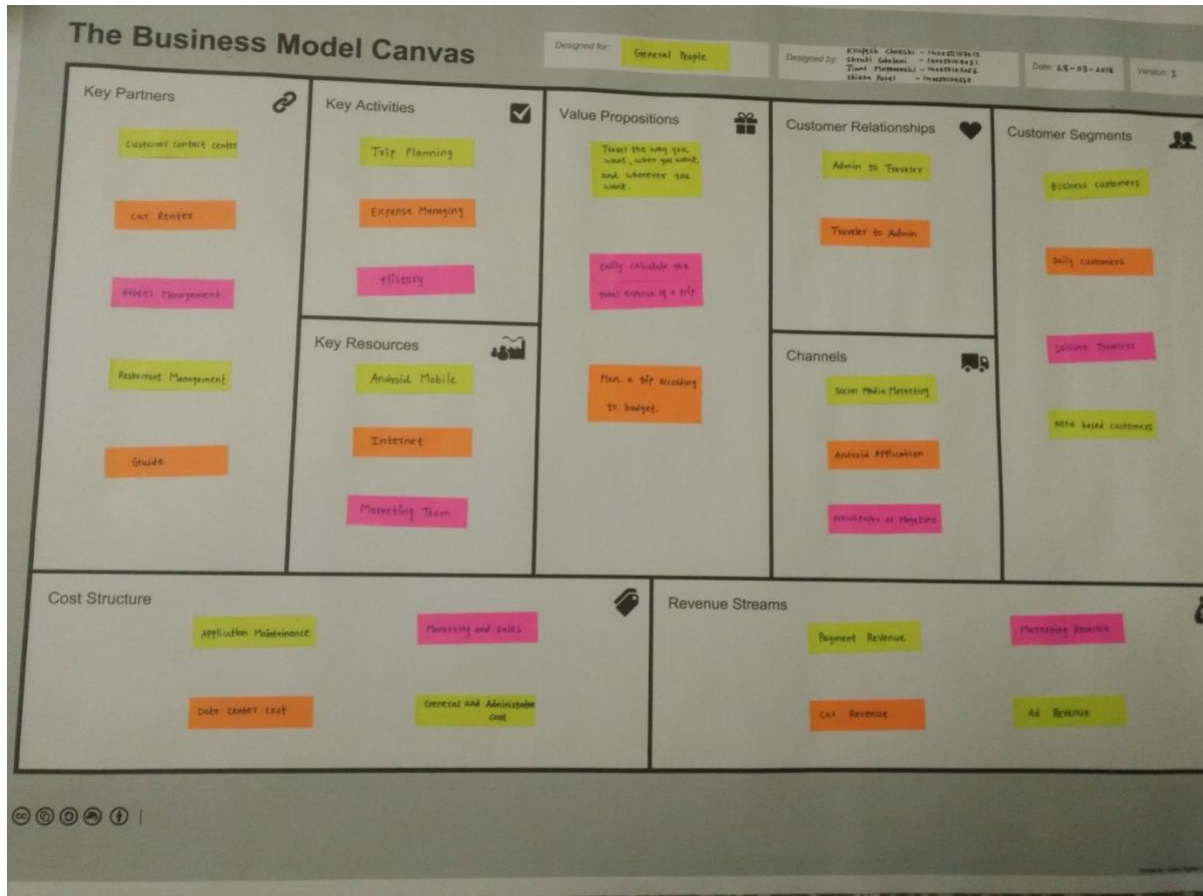 The Business Model Canvas
Designed for:
General People
Designed by:
Date:
Version: 1
Key Partners
Customer contact center
Car Renter
Hotel Management
Restaurant Management
Guide
Key Activities
Trip Planning
Expense Managing
History
Key Resources
Android Mobile
Internet
Marketing Team
Value Propositions
Travel the way you
want, when you want,
and wherever you
want.
Daily calculate the
total expense of a trip.
Plan a trip according
to budget.
Customer Relationships
Admin to Traveler
Traveler to Admin
Channels
Social Media Marketing
Android Application
Newspaper or Magazine
Customer Segments
Business customers
Daily customers
Leisure Travelers
Need based customers
Cost Structure
Application Maintainence
Marketing and sales
Data center cost
General and Administrative
Cost
Revenue Streams
Payment Revenue
Marketing Revenue
Car Revenue
Ad Revenue
cc